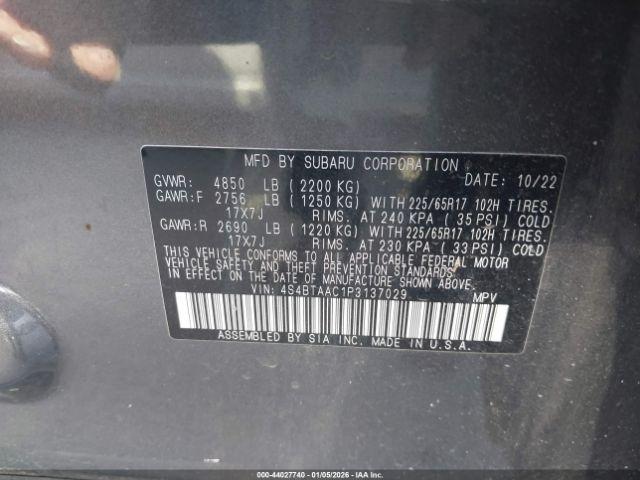 MFD BY SUBARU CORPORATION DATE: 10/22
GVWR: 4850 LB (2200 KG)
GAWR:F 2756 LB (1250 KG) WITH 225/65R17 102H TIRES.
17X7J RIMS. AT 240 KPA (35 PSI) COLD
GAWR:R 2690 LB (1220 KG) WITH 225/65R17 102H TIRES.
17X7J RIMS. AT 230 KPA (33 PSI) COLD
THIS VEHICLE CONFORMS TO ALL APPLICABLE FEDERAL MOTOR
VEHICLE SAFETY AND BUMPER AND THEFT PREVENTION STANDARDS
IN EFFECT ON THE DATE OF MANUFACTURE SHOWN ABOVE.
VIN: 4S4BTAAC1P3137029 MPV
ASSEMBLED BY SIA INC. MADE IN U.S.A.
000-44027740 - 01/05/2026 - IAAI.CA